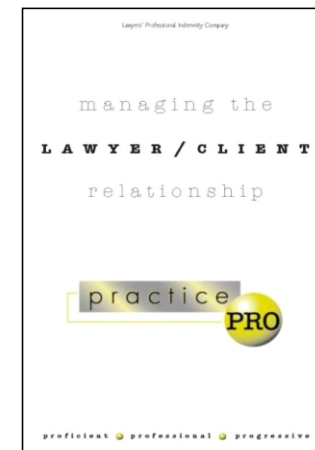 Lawyers' Professional Indemnity Company
managing the
LAWYER/CLIENT
relationship
practice
PRO
proficient professional progressive